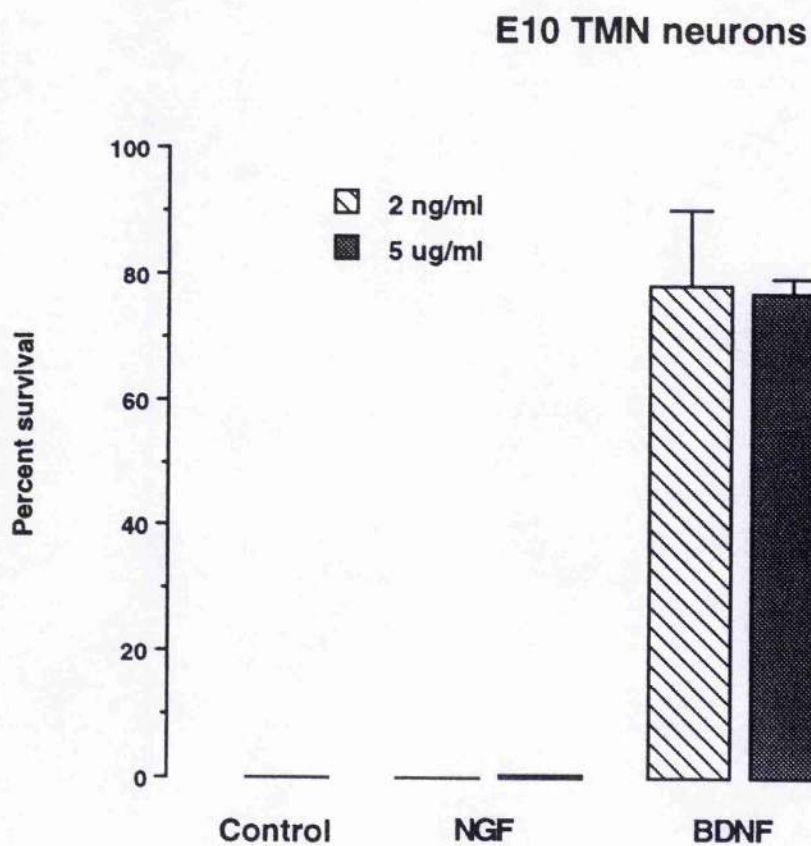 E10 TMN neurons
100
80
60
40
20
0
Percent survival
2 ng/ml
5 ug/ml
Control NGF BDNF